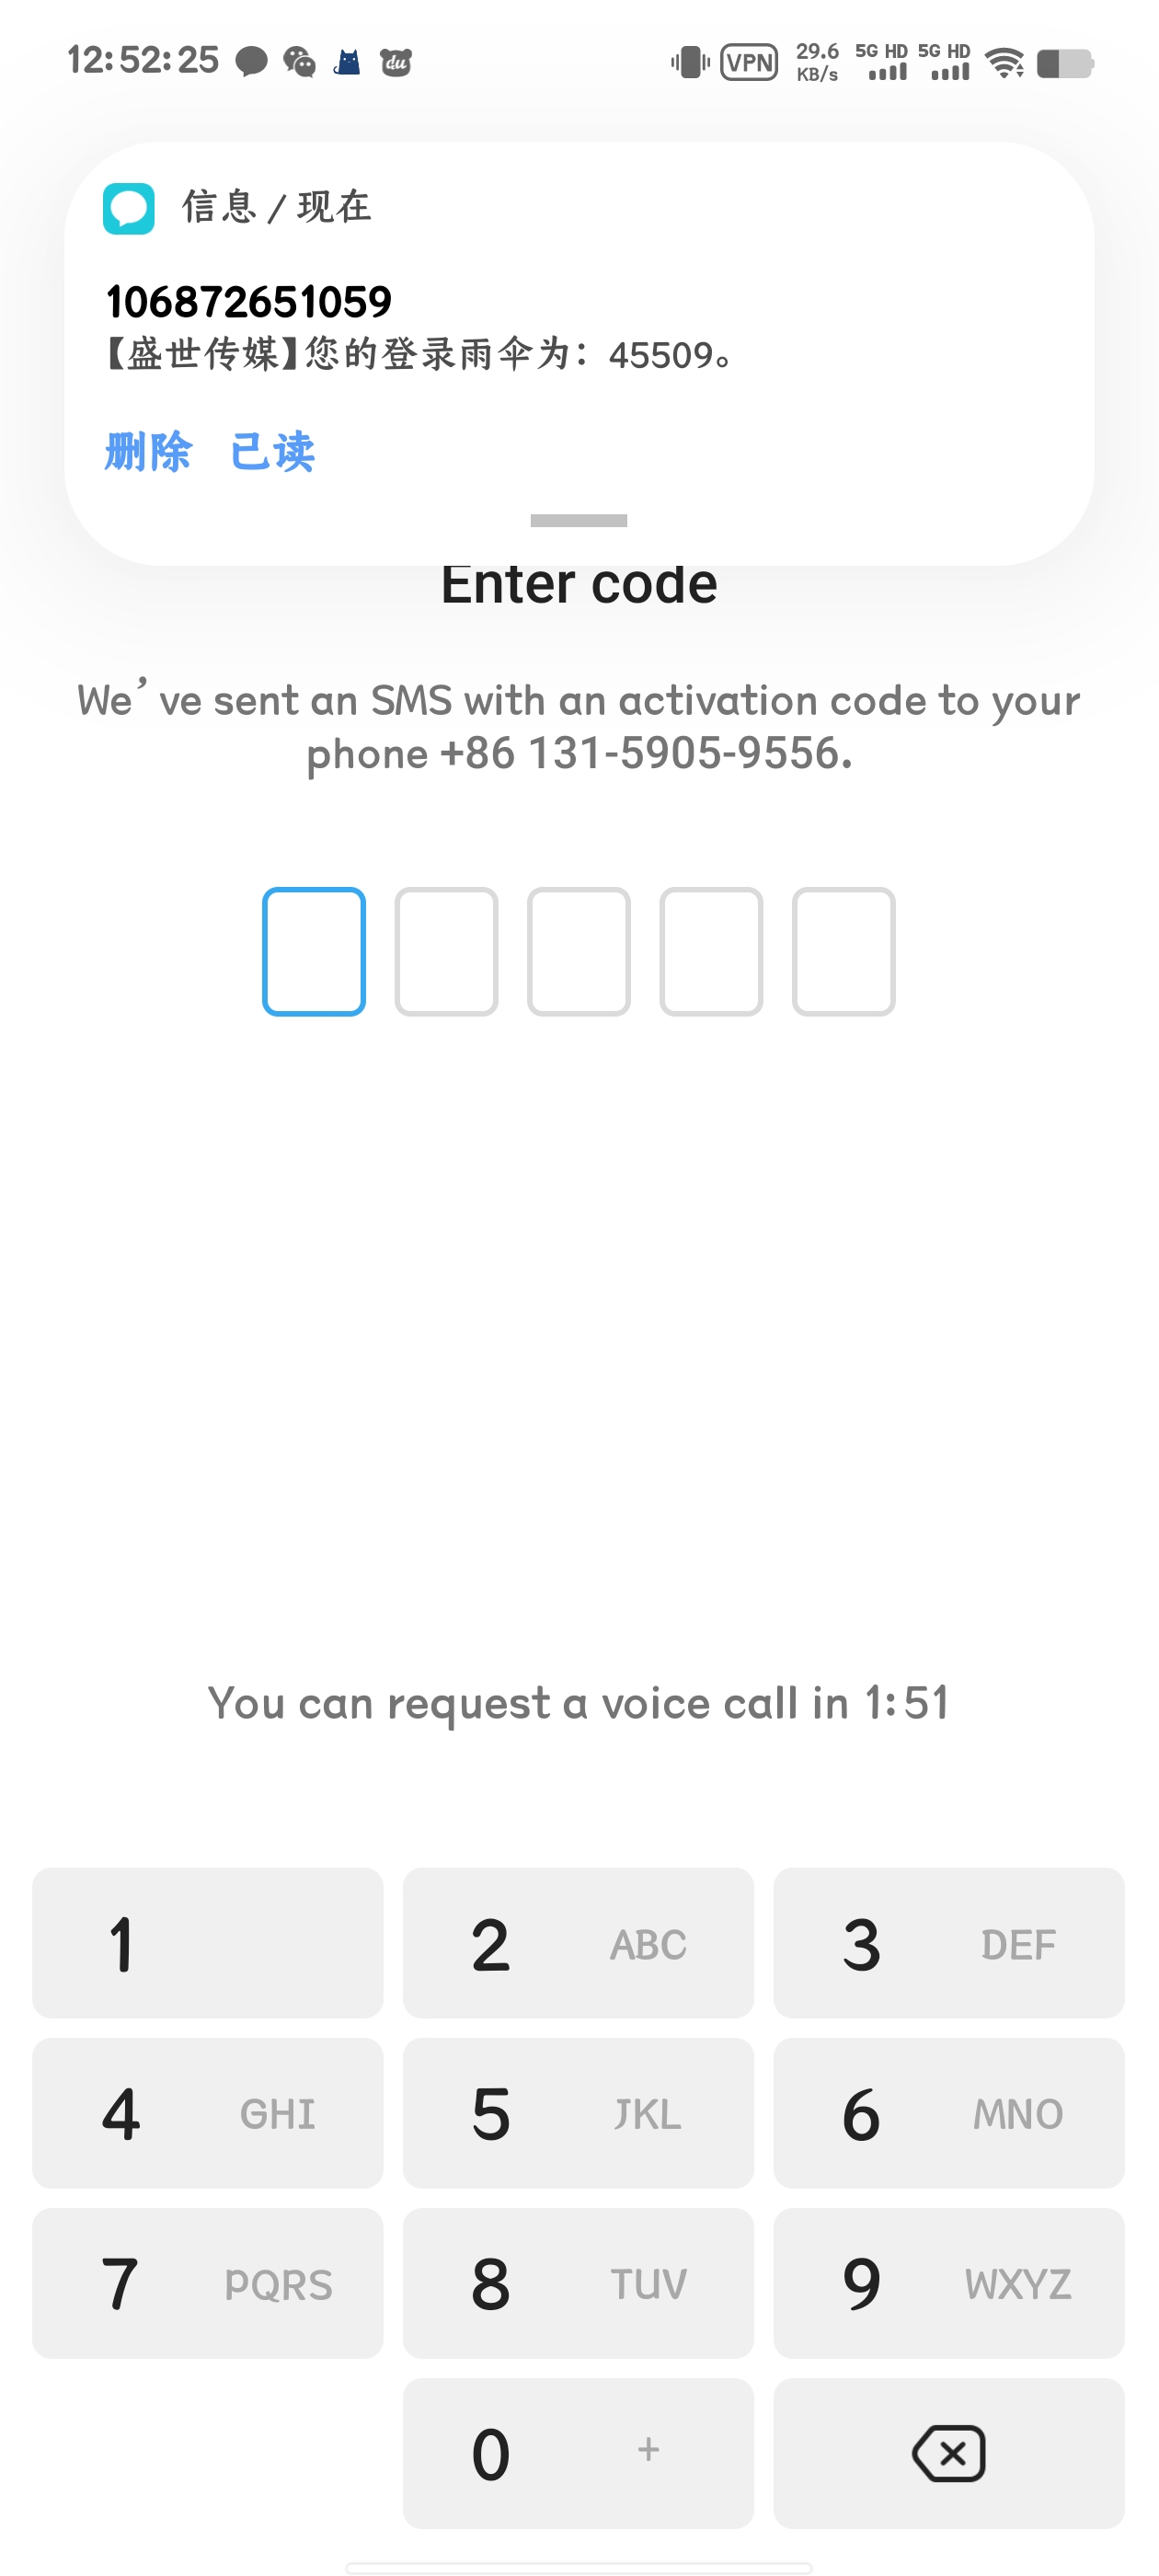 12:52:25
du
VPN
29.6 KB/s
5G HD 5G HD
信息 / 现在
106872651059
【盛世传媒】您的登录雨伞为：45509。
删除 已读
Enter code
We’ve sent an SMS with an activation code to your
phone +86 131-5905-9556.
You can request a voice call in 1:51
1
2 ABC
3 DEF
4 GHI
5 JKL
6 MNO
7 PQRS
8 TUV
9 WXYZ
0 +